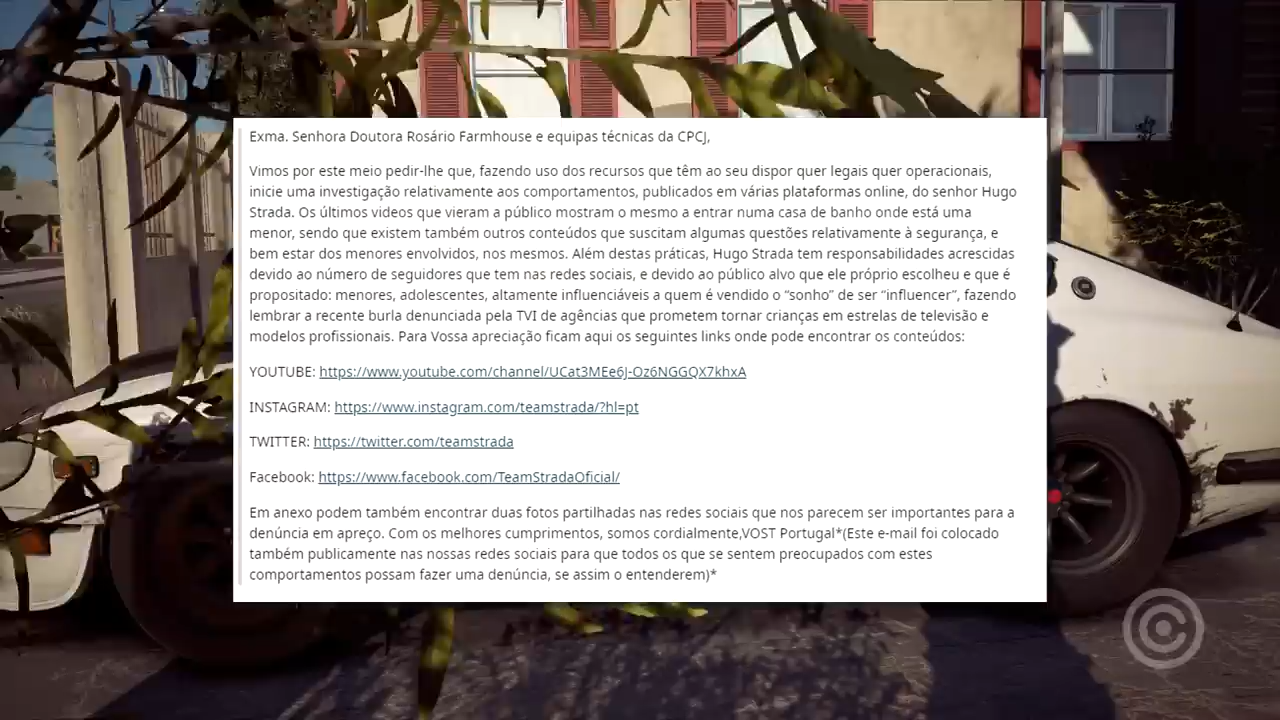 Exma. Senhora Doutora Rosário Farmhouse e equipas técnicas da CPCJ,
Vimos por este meio pedir-lhe que, fazendo uso dos recursos que têm ao seu dispor quer legais quer operacionais,
inicie uma investigação relativamente aos comportamentos, publicados em várias plataformas online, do senhor Hugo
Strada. Os últimos videos que vieram a público mostram o mesmo a entrar numa casa de banho onde está uma
menor, sendo que existem também outros conteúdos que suscitam algumas questões relativamente à segurança, e
bem estar dos menores envolvidos, nos mesmos. Além destas práticas, Hugo Strada tem responsabilidades acrescidas
devido ao número de seguidores que tem nas redes sociais, e devido ao público alvo que ele próprio escolheu e que é
propositado: menores, adolescentes, altamente influenciáveis a quem é vendido o “sonho” de ser “influencer”, fazendo
lembrar a recente burla denunciada pela TVI de agências que prometem tornar crianças em estrelas de televisão e
modelos profissionais. Para Vossa apreciação ficam aqui os seguintes links onde pode encontrar os conteúdos:
YOUTUBE: https://www.youtube.com/channel/UCat3MEe6J-Oz6NGGQX7khxA
INSTAGRAM: https://www.instagram.com/teamstrada/?hl=pt
TWITTER: https://twitter.com/teamstrada
Facebook: https://www.facebook.com/TeamStradaOficial/
Em anexo podem também encontrar duas fotos partilhadas nas redes sociais que nos parecem ser importantes para a
denúncia em apreço. Com os melhores cumprimentos, somos cordialmente,VOST Portugal*(Este e-mail foi colocado
também publicamente nas nossas redes sociais para que todos os que se sentem preocupados com estes
comportamentos possam fazer uma denúncia, se assim o entenderem)*
©